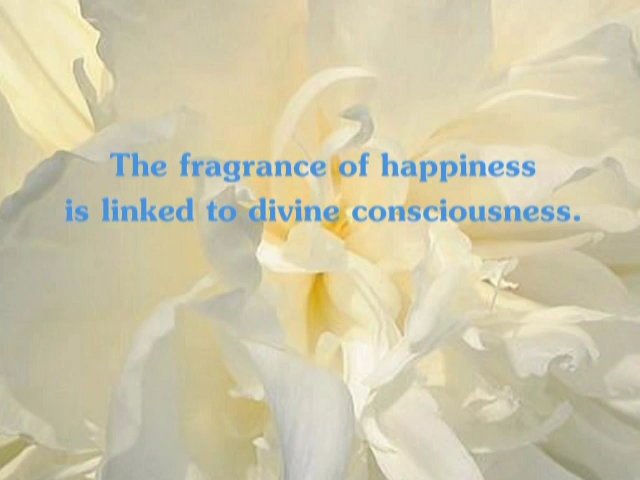 The fragrance of happiness
is linked to divine consciousness.